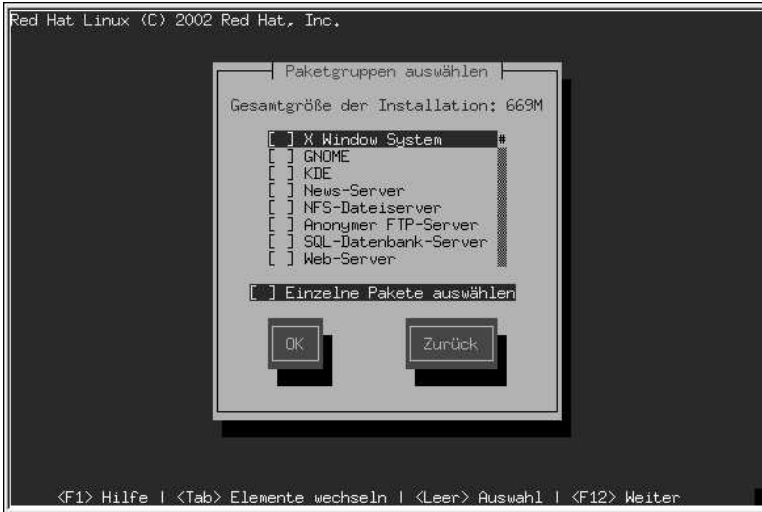 Red Hat Linux (C) 2002 Red Hat, Inc.
Paketgruppen auswählen
Gesamtgröße der Installation: 669M
[ ] X Window System #
[ ] GNOME
[ ] KDE
[ ] News-Server
[ ] NFS-Dateiserver
[ ] Anonymer FTP-Server
[ ] SQL-Datenbank-Server
[ ] Web-Server
[ ] Einzelne Pakete auswählen
OK Zurück
<F1> Hilfe | <Tab> Elemente wechseln | <Leer> Auswahl | <F12> Weiter